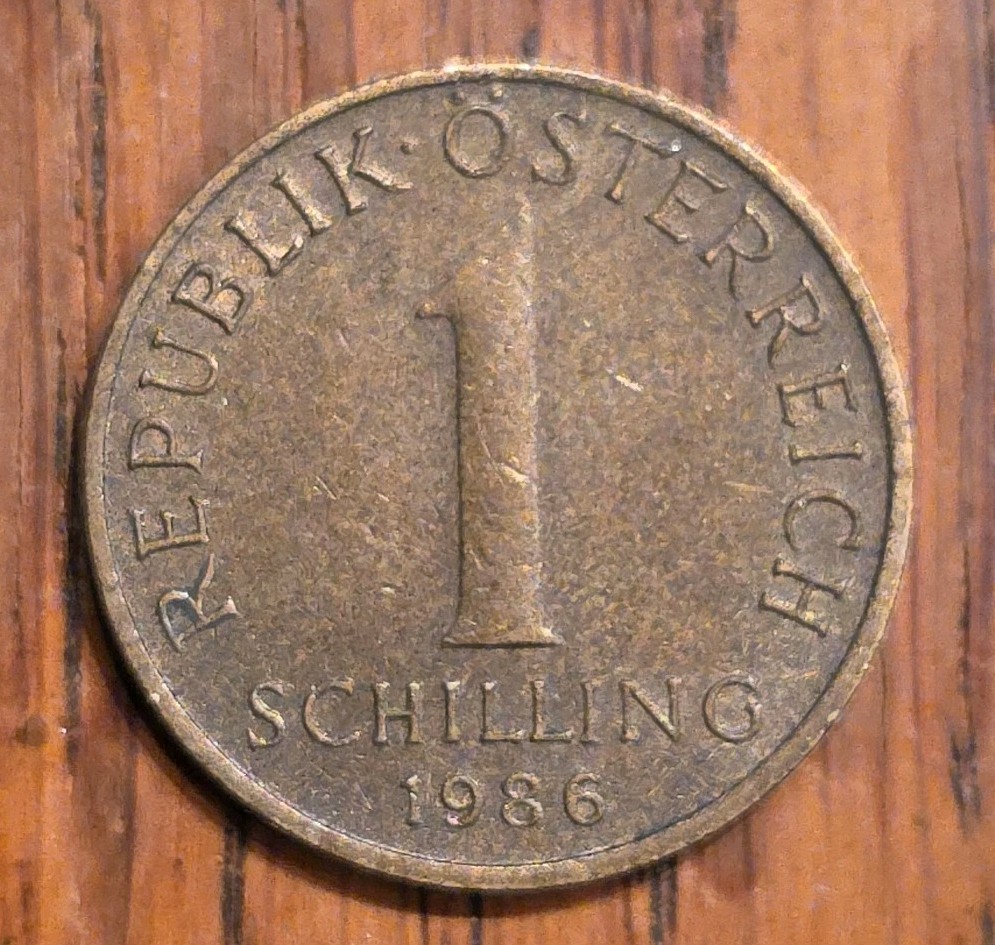 REPUBLIK · ÖSTERREICH
1
SCHILLING
1986